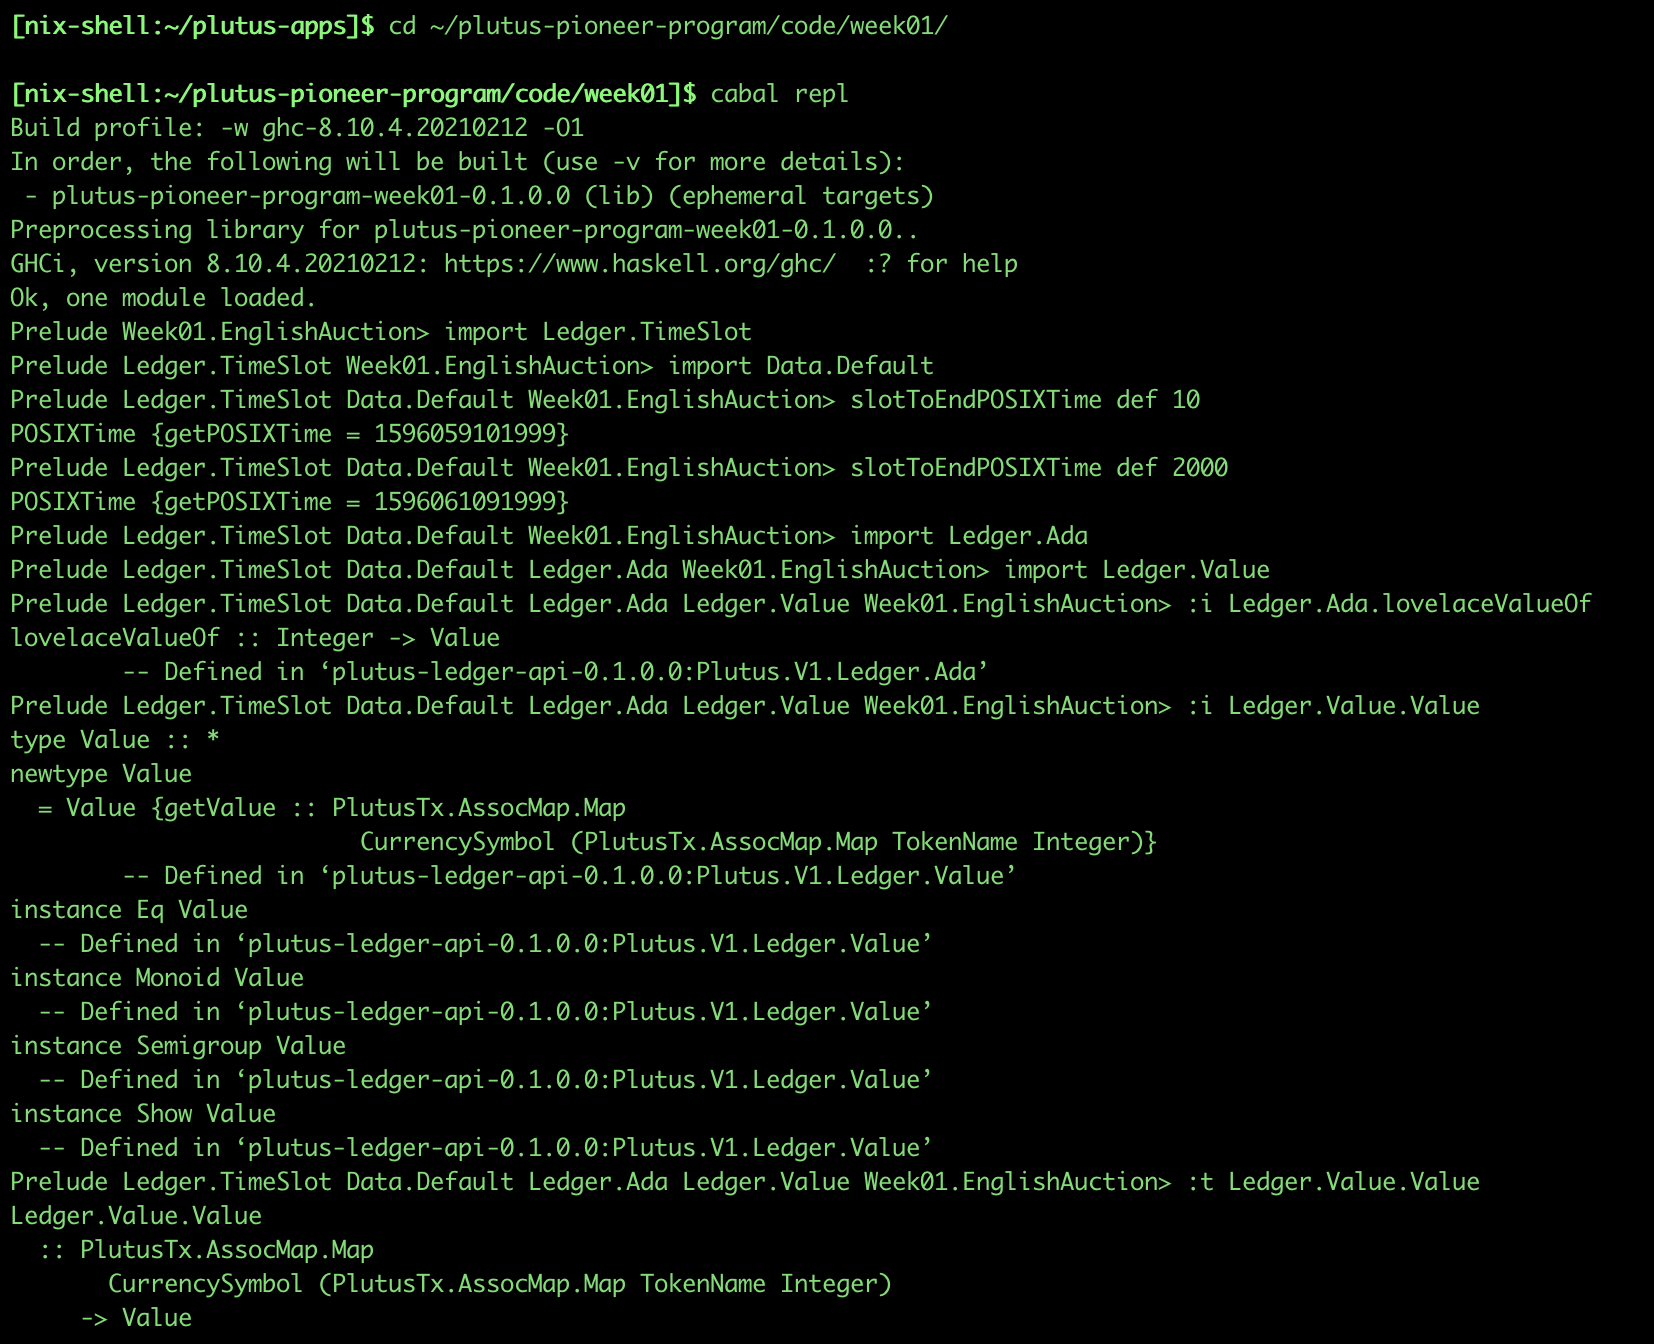 [nix-shell:~/plutus-apps]$ cd ~/plutus-pioneer-program/code/week01/
[nix-shell:~/plutus-pioneer-program/code/week01]$ cabal repl
Build profile: -w ghc-8.10.4.20210212 -O1
In order, the following will be built (use -v for more details):
 - plutus-pioneer-program-week01-0.1.0.0 (lib) (ephemeral targets)
Preprocessing library for plutus-pioneer-program-week01-0.1.0.0..
GHCi, version 8.10.4.20210212: https://www.haskell.org/ghc/  :? for help
Ok, one module loaded.
Prelude Week01.EnglishAuction> import Ledger.TimeSlot
Prelude Ledger.TimeSlot Week01.EnglishAuction> import Data.Default
Prelude Ledger.TimeSlot Data.Default Week01.EnglishAuction> slotToEndPOSIXTime def 10
POSIXTime {getPOSIXTime = 1596059101999}
Prelude Ledger.TimeSlot Data.Default Week01.EnglishAuction> slotToEndPOSIXTime def 2000
POSIXTime {getPOSIXTime = 1596061091999}
Prelude Ledger.TimeSlot Data.Default Week01.EnglishAuction> import Ledger.Ada
Prelude Ledger.TimeSlot Data.Default Ledger.Ada Week01.EnglishAuction> import Ledger.Value
Prelude Ledger.TimeSlot Data.Default Ledger.Ada Ledger.Value Week01.EnglishAuction> :i Ledger.Ada.lovelaceValueOf
lovelaceValueOf :: Integer -> Value
        -- Defined in ‘plutus-ledger-api-0.1.0.0:Plutus.V1.Ledger.Ada’
Prelude Ledger.TimeSlot Data.Default Ledger.Ada Ledger.Value Week01.EnglishAuction> :i Ledger.Value.Value
type Value :: *
newtype Value
  = Value {getValue :: PlutusTx.AssocMap.Map
                         CurrencySymbol (PlutusTx.AssocMap.Map TokenName Integer)}
        -- Defined in ‘plutus-ledger-api-0.1.0.0:Plutus.V1.Ledger.Value’
instance Eq Value
  -- Defined in ‘plutus-ledger-api-0.1.0.0:Plutus.V1.Ledger.Value’
instance Monoid Value
  -- Defined in ‘plutus-ledger-api-0.1.0.0:Plutus.V1.Ledger.Value’
instance Semigroup Value
  -- Defined in ‘plutus-ledger-api-0.1.0.0:Plutus.V1.Ledger.Value’
instance Show Value
  -- Defined in ‘plutus-ledger-api-0.1.0.0:Plutus.V1.Ledger.Value’
Prelude Ledger.TimeSlot Data.Default Ledger.Ada Ledger.Value Week01.EnglishAuction> :t Ledger.Value.Value
Ledger.Value.Value
  :: PlutusTx.AssocMap.Map
       CurrencySymbol (PlutusTx.AssocMap.Map TokenName Integer)
     -> Value